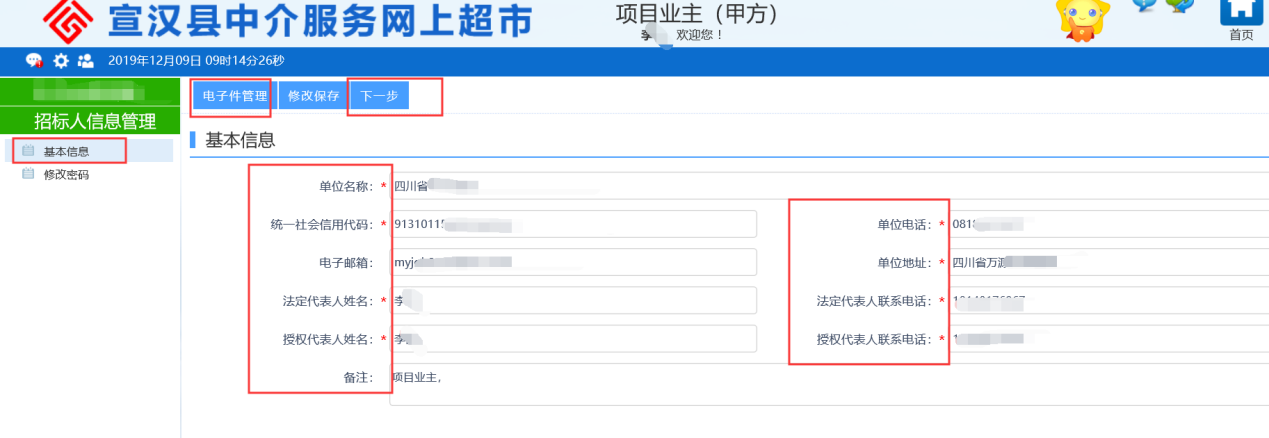 宣汉县中介服务网上超市
项目业主（甲方）
李 欢迎您！
首页
2019年12月09日 09时14分26秒
电子件管理 修改保存 下一步
招标人信息管理
基本信息
基本信息
修改密码
单位名称：* 四川省
统一社会信用代码：* 9131011 单位电话：* 081
电子邮箱： myj 单位地址：* 四川省万源
法定代表人姓名：* 李 法定代表人联系电话：*
授权代表人姓名：* 李 授权代表人联系电话：* 1
备注： 项目业主,